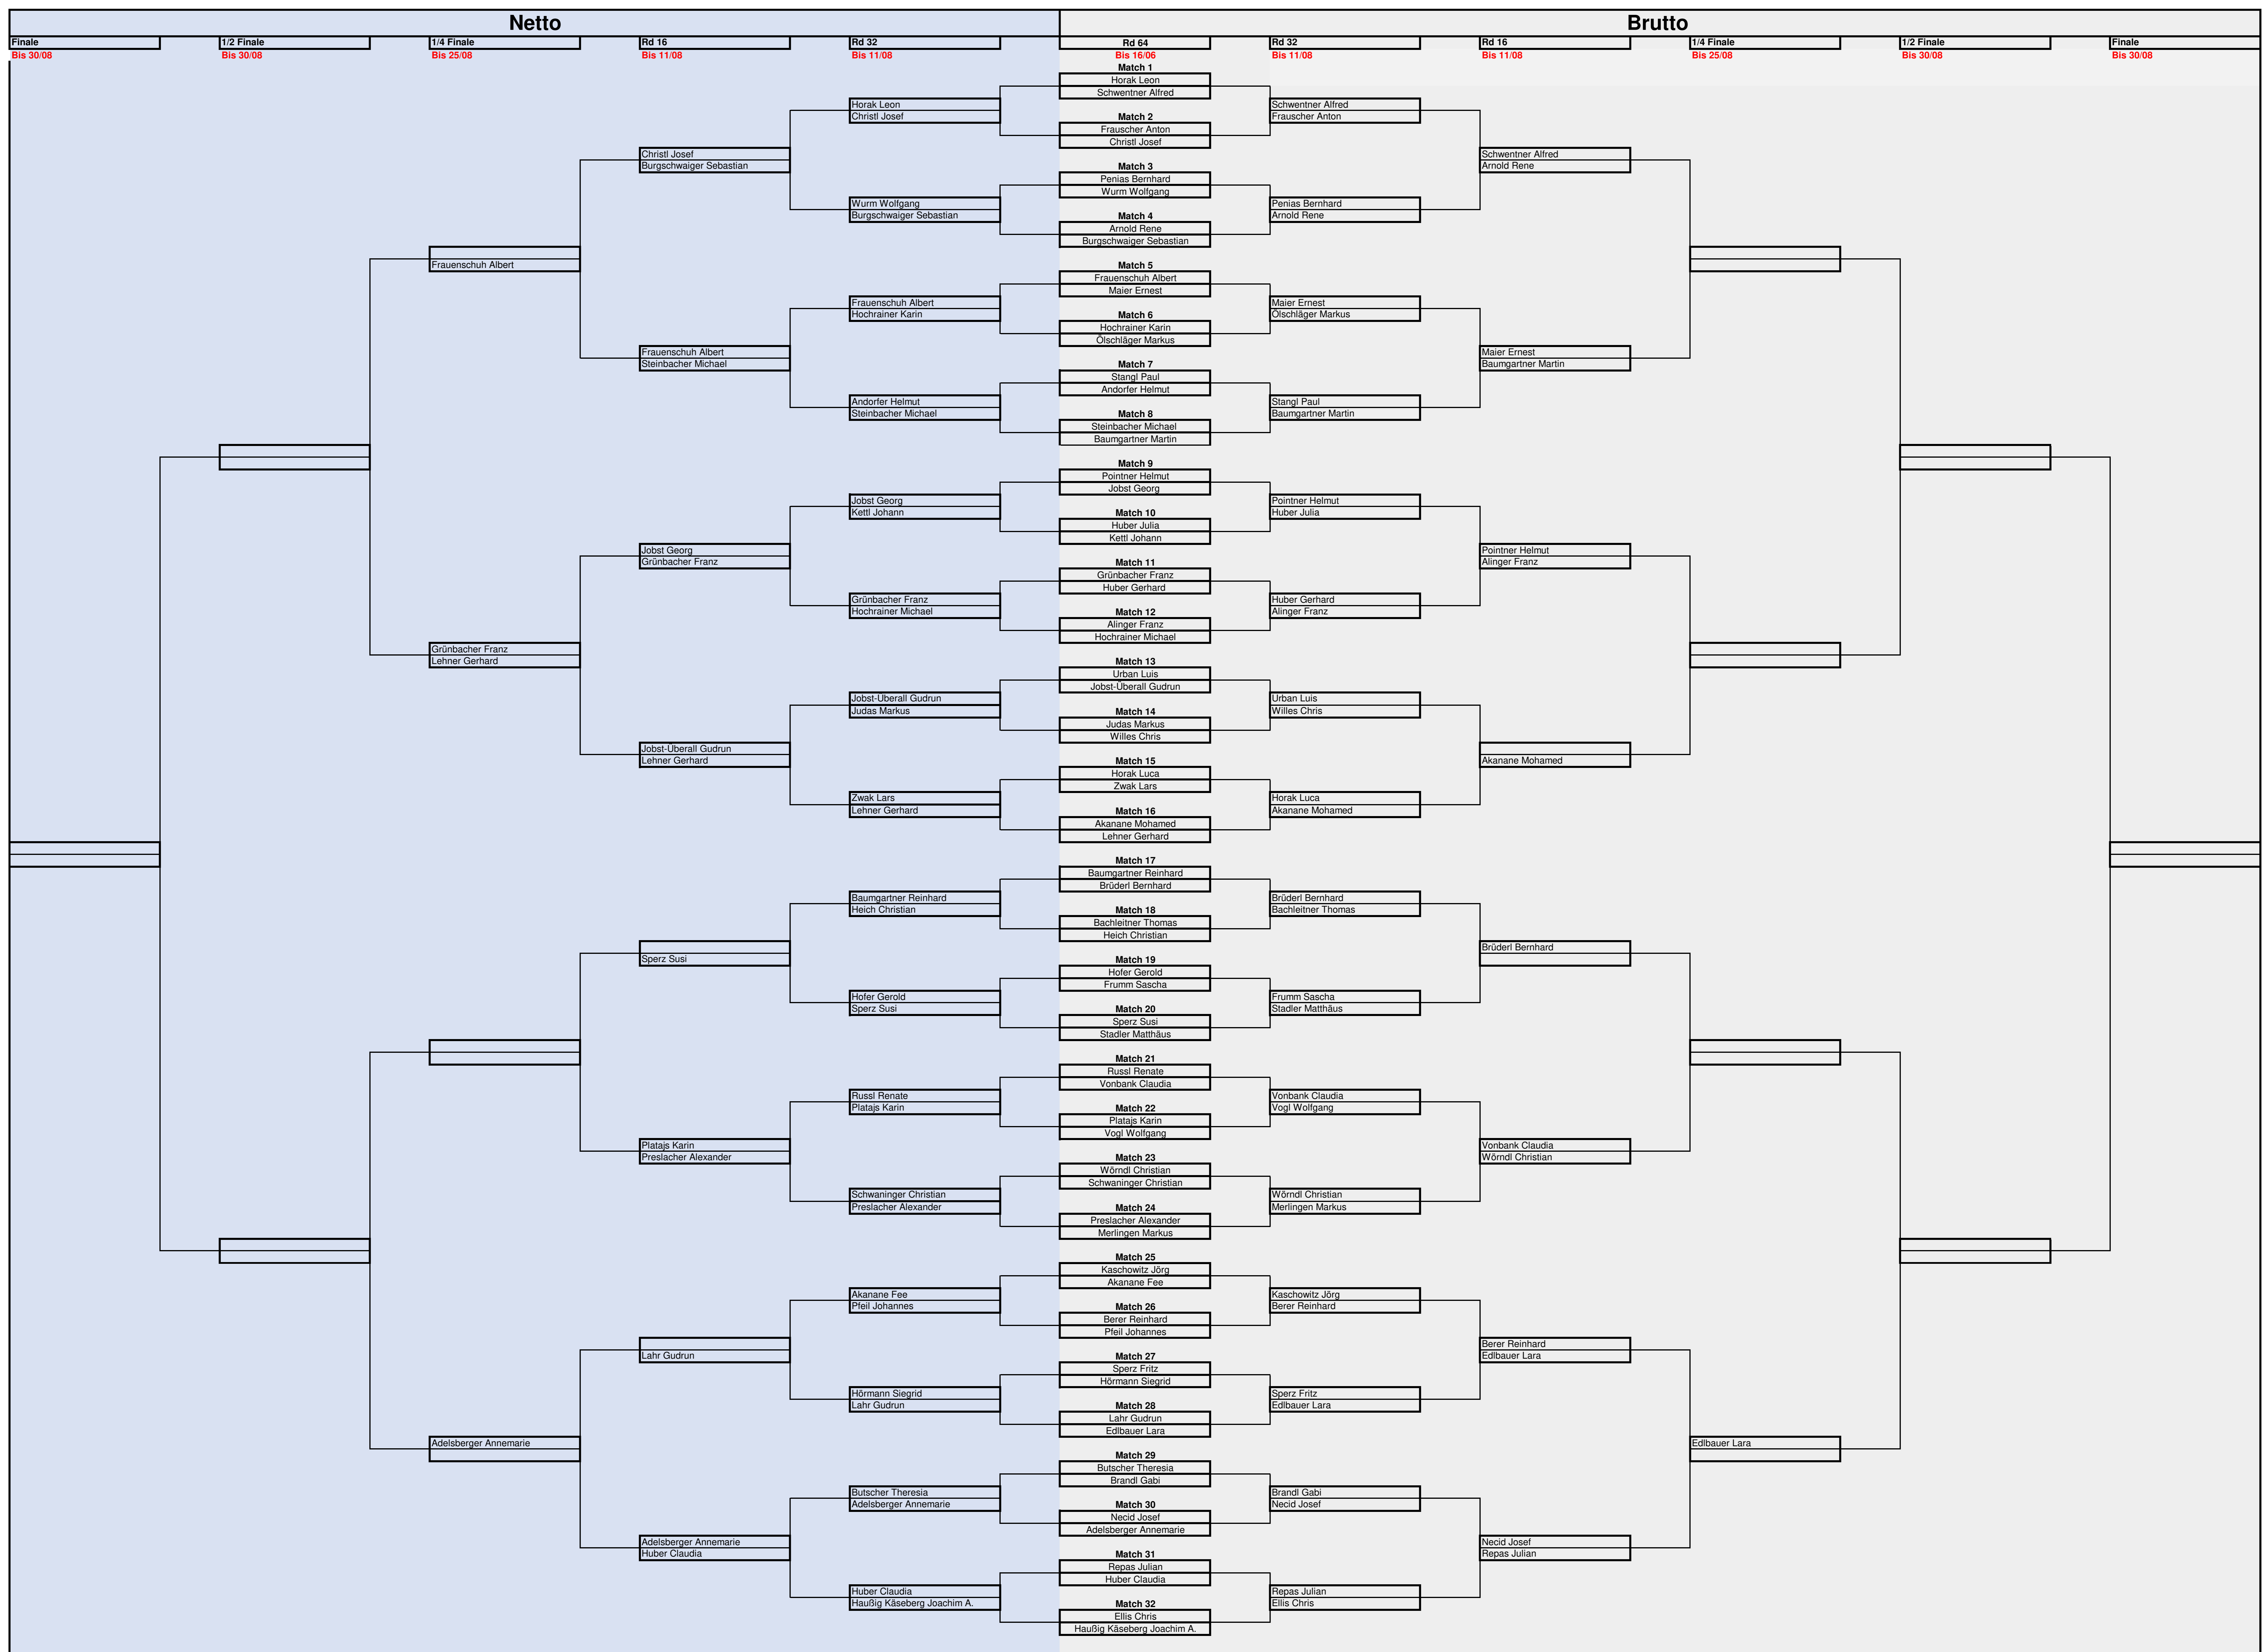 Netto
Brutto
Finale
1/2 Finale
1/4 Finale
Rd 16
Rd 32
Rd 64
Rd 32
Rd 16
1/4 Finale
1/2 Finale
Finale
Bis 30/08
Bis 30/08
Bis 25/08
Bis 11/08
Bis 11/08
Bis 16/06
Bis 11/08
Bis 11/08
Bis 25/08
Bis 30/08
Bis 30/08
Frauenschuh Albert
Grünbacher Franz
Lehner Gerhard
Adelsberger Annemarie
Christl Josef
Burgschwaiger Sebastian
Frauenschuh Albert
Steinbacher Michael
Jobst Georg
Grünbacher Franz
Jobst-Überall Gudrun
Lehner Gerhard
Sperz Susi
Platajs Karin
Preslacher Alexander
Lahr Gudrun
Adelsberger Annemarie
Huber Claudia
Horak Leon
Christl Josef
Wurm Wolfgang
Burgschwaiger Sebastian
Frauenschuh Albert
Hochrainer Karin
Andorfer Helmut
Steinbacher Michael
Jobst Georg
Kettl Johann
Grünbacher Franz
Hochrainer Michael
Jobst-Überall Gudrun
Judas Markus
Zwak Lars
Lehner Gerhard
Baumgartner Reinhard
Heich Christian
Hofer Gerold
Sperz Susi
Russl Renate
Platajs Karin
Schwaninger Christian
Preslacher Alexander
Akanane Fee
Pfeil Johannes
Hörmann Siegrid
Lahr Gudrun
Butscher Theresia
Adelsberger Annemarie
Huber Claudia
Haußig Käseberg Joachim A.
Match 1
Horak Leon
Schwentner Alfred
Match 2
Frauscher Anton
Christl Josef
Match 3
Penias Bernhard
Wurm Wolfgang
Match 4
Arnold Rene
Burgschwaiger Sebastian
Match 5
Frauenschuh Albert
Maier Ernest
Match 6
Hochrainer Karin
Ölschläger Markus
Match 7
Stangl Paul
Andorfer Helmut
Match 8
Steinbacher Michael
Baumgartner Martin
Match 9
Pointner Helmut
Jobst Georg
Match 10
Huber Julia
Kettl Johann
Match 11
Grünbacher Franz
Huber Gerhard
Match 12
Alinger Franz
Hochrainer Michael
Match 13
Urban Luis
Jobst-Überall Gudrun
Match 14
Judas Markus
Willes Chris
Match 15
Horak Luca
Zwak Lars
Match 16
Akanane Mohamed
Lehner Gerhard
Match 17
Baumgartner Reinhard
Brüderl Bernhard
Match 18
Bachleitner Thomas
Heich Christian
Match 19
Hofer Gerold
Frumm Sascha
Match 20
Sperz Susi
Stadler Matthäus
Match 21
Russl Renate
Vonbank Claudia
Match 22
Platajs Karin
Vogl Wolfgang
Match 23
Wörndl Christian
Schwaninger Christian
Match 24
Preslacher Alexander
Merlingen Markus
Match 25
Kaschowitz Jörg
Akanane Fee
Match 26
Berer Reinhard
Pfeil Johannes
Match 27
Sperz Fritz
Hörmann Siegrid
Match 28
Lahr Gudrun
Edlbauer Lara
Match 29
Butscher Theresia
Brandl Gabi
Match 30
Necid Josef
Adelsberger Annemarie
Match 31
Repas Julian
Huber Claudia
Match 32
Ellis Chris
Haußig Käseberg Joachim A.
Schwentner Alfred
Frauscher Anton
Penias Bernhard
Arnold Rene
Maier Ernest
Ölschläger Markus
Stangl Paul
Baumgartner Martin
Pointner Helmut
Huber Julia
Huber Gerhard
Alinger Franz
Urban Luis
Willes Chris
Horak Luca
Akanane Mohamed
Brüderl Bernhard
Bachleitner Thomas
Frumm Sascha
Stadler Matthäus
Vonbank Claudia
Vogl Wolfgang
Wörndl Christian
Merlingen Markus
Kaschowitz Jörg
Berer Reinhard
Sperz Fritz
Edlbauer Lara
Brandl Gabi
Necid Josef
Repas Julian
Ellis Chris
Schwentner Alfred
Arnold Rene
Maier Ernest
Baumgartner Martin
Pointner Helmut
Alinger Franz
Akanane Mohamed
Brüderl Bernhard
Vonbank Claudia
Wörndl Christian
Berer Reinhard
Edlbauer Lara
Necid Josef
Repas Julian
Edlbauer Lara